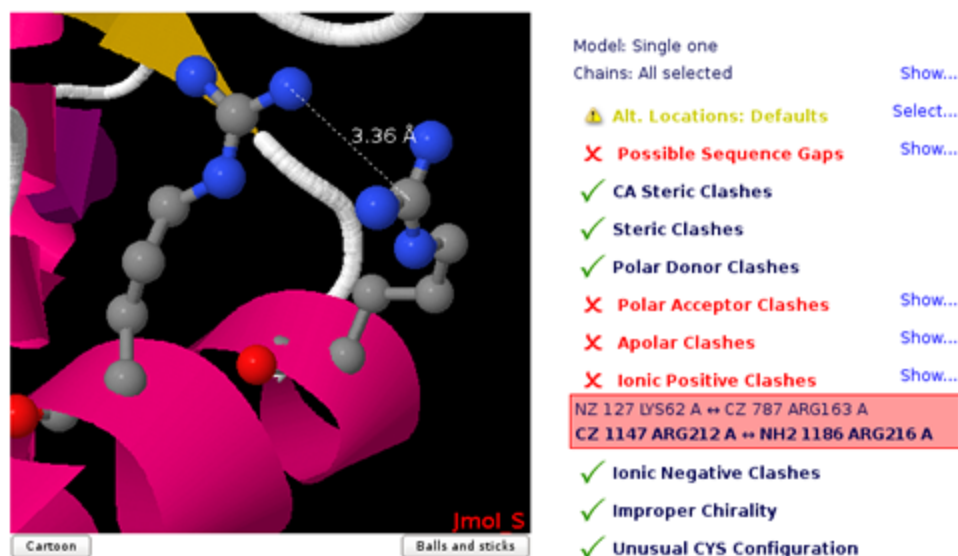 3.36 Å
Jmol_S
Cartoon
Balls and sticks
Model: Single one
Chains: All selected
Show...
Alt. Locations: Defaults
Select...
Possible Sequence Gaps
Show...
CA Steric Clashes
Steric Clashes
Polar Donor Clashes
Polar Acceptor Clashes
Show...
Apolar Clashes
Show...
Ionic Positive Clashes
Show...
NZ 127 LYS62 A ↔ CZ 787 ARG163 A
CZ 1147 ARG212 A ↔ NH2 1186 ARG216 A
Ionic Negative Clashes
Improper Chirality
Unusual CYS Configuration